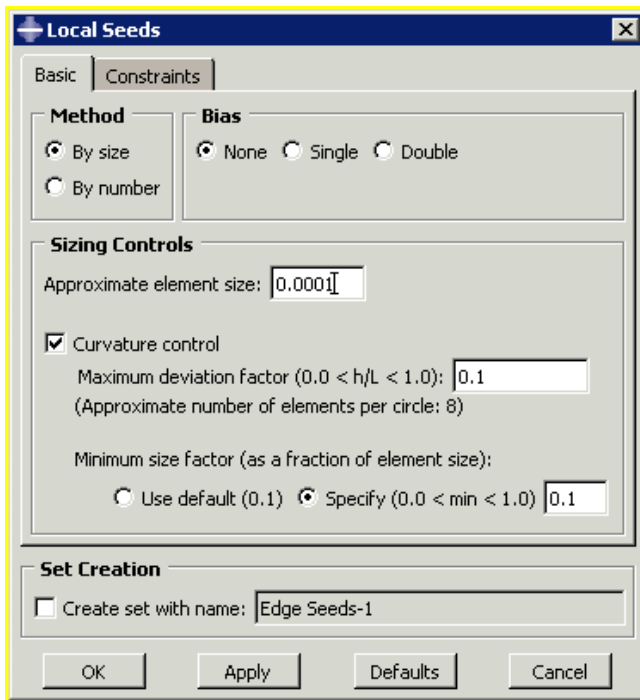 Local Seeds
Basic
Constraints
Method
By size
By number
Bias
None
Single
Double
Sizing Controls
Approximate element size: 0.0001
Curvature control
Maximum deviation factor (0.0 < h/L < 1.0): 0.1
(Approximate number of elements per circle: 8)
Minimum size factor (as a fraction of element size):
Use default (0.1) Specify (0.0 < min < 1.0) 0.1
Set Creation
Create set with name: Edge Seeds-1
OK
Apply
Defaults
Cancel